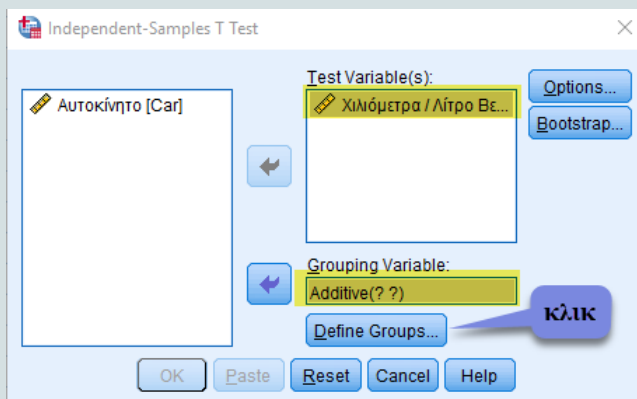 Independent-Samples T Test
Test Variable(s):
Αυτοκίνητο [Car]
Χιλιόμετρα / Λίτρο Βε...
Options...
Bootstrap...
Grouping Variable:
Additive(? ?)
Define Groups...
κλικ
OK Paste Reset Cancel Help